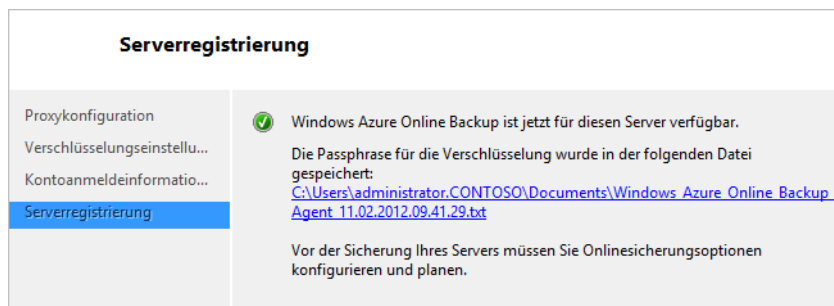 Serverregistrierung
Proxykonfiguration
Verschlüsselungseinstellu...
Kontoanmeldeinformatio...
Serverregistrierung
Windows Azure Online Backup ist jetzt für diesen Server verfügbar.
Die Passphrase für die Verschlüsselung wurde in der folgenden Datei
gespeichert:
C:\Users\administrator.CONTOSO\Documents\Windows Azure Online Backup
Agent 11.02.2012.09.41.29.txt
Vor der Sicherung Ihres Servers müssen Sie Onlinesicherungsoptionen
konfigurieren und planen.